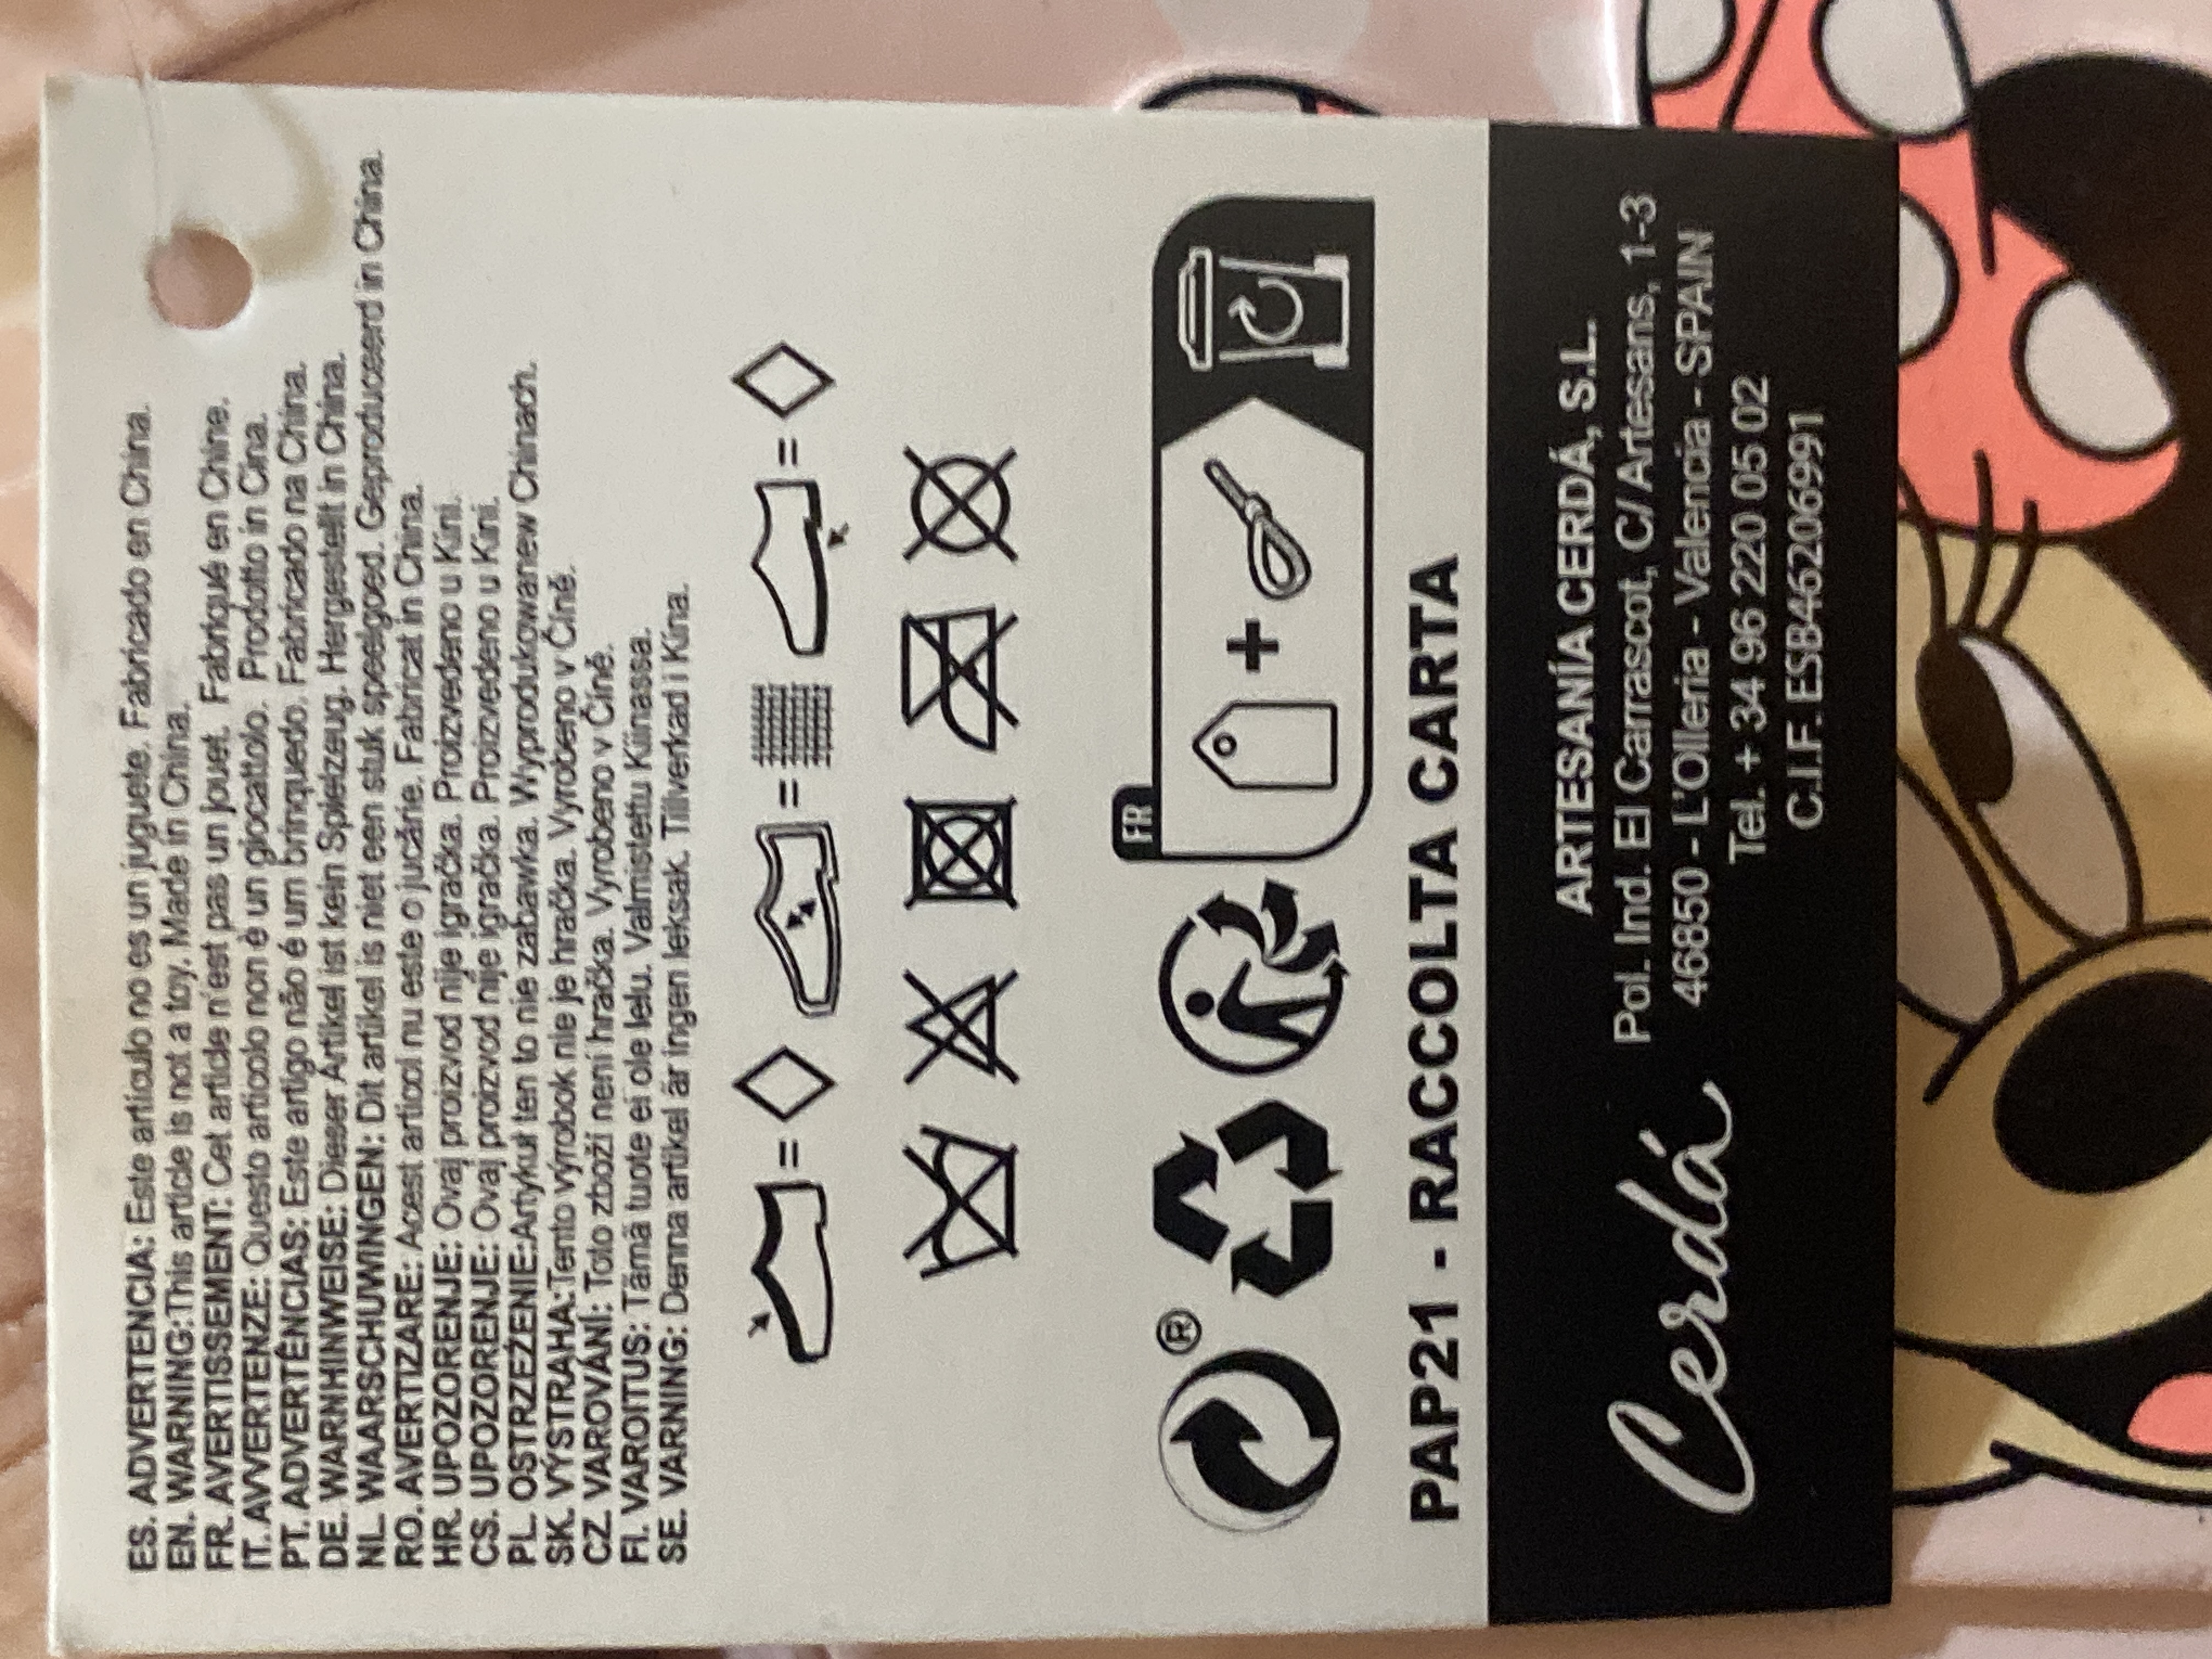 ES. ADVERTENCIA: Este artículo no es un juguete. Fabricado en China.
EN. WARNING:This article is not a toy. Made in China.
FR. AVERTISSEMENT: Cet article n'est pas un jouet. Fabriqué en Chine.
IT. AVVERTENZE: Questo articolo non è un giocattolo. Prodotto in Cina.
PT. ADVERTÊNCIAS: Este artigo não é um brinquedo. Fabricado na China.
DE. WARNHINWEISE: Dieser Artikel ist kein Spielzeug. Hergestellt in China.
NL. WAARSCHUWINGEN: Dit artikel is niet een stuk speelgoed. Geproduceerd in China.
RO. AVERTIZARE: Acest articol nu este o jucărie. Fabricat in China.
HR. UPOZORENJE: Ovaj proizvod nije igračka. Proizvedeno u Kini.
CS. UPOZORENJE: Ovaj proizvod nije igračka. Proizvedeno u Kini.
PL. OSTRZEŻENIE:Artykuł ten to nie zabawka. Wyprodukowanew Chinach.
SK. VÝSTRAHA:Tento výrobok nie je hračka. Vyrobeno v Číně.
CZ. VAROVÁNÍ: Toto zboží není hračka. Vyrobeno v Číně.
FI. VAROITUS: Tämä tuote ei ole lelu. Valmistettu Kiinassa.
SE. VARNING: Denna artikel är ingen leksak. Tillverkad i Kina.
FR
PAP21 - RACCOLTA CARTA
Cerdá
ARTESANÍA CERDÁ, S.L.
Pol. Ind. El Carrascot, C/ Artesans, 11-3
46850 - L'Olleria - Valencia - SPAIN
Tel. + 34 96 220 05 02
C.I.F. ESB46206991